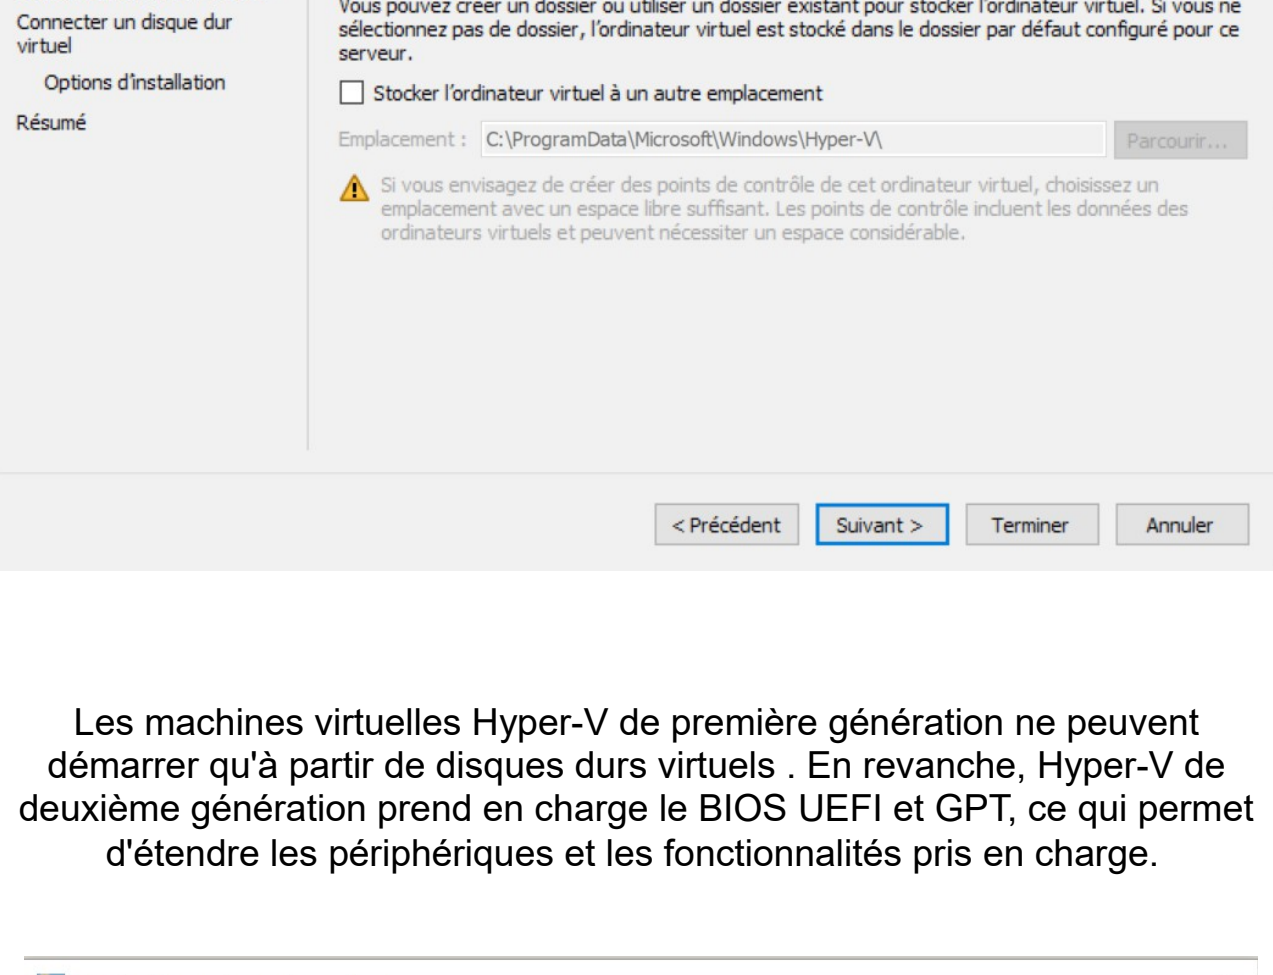 Connecter un disque dur
virtuel
Options d'installation
Résumé
Vous pouvez créer un dossier ou utiliser un dossier existant pour stocker l'ordinateur virtuel. Si vous ne
sélectionnez pas de dossier, l'ordinateur virtuel est stocké dans le dossier par défaut configuré pour ce
serveur.
Stocker l'ordinateur virtuel à un autre emplacement
Emplacement : C:\ProgramData\Microsoft\Windows\Hyper-V\ Parcourir...
Si vous envisagez de créer des points de contrôle de cet ordinateur virtuel, choisissez un
emplacement avec un espace libre suffisant. Les points de contrôle incluent les données des
ordinateurs virtuels et peuvent nécessiter un espace considérable.
< Précédent Suivant > Terminer Annuler
Les machines virtuelles Hyper-V de première génération ne peuvent
démarrer qu'à partir de disques durs virtuels . En revanche, Hyper-V de
deuxième génération prend en charge le BIOS UEFI et GPT, ce qui permet
d'étendre les périphériques et les fonctionnalités pris en charge.